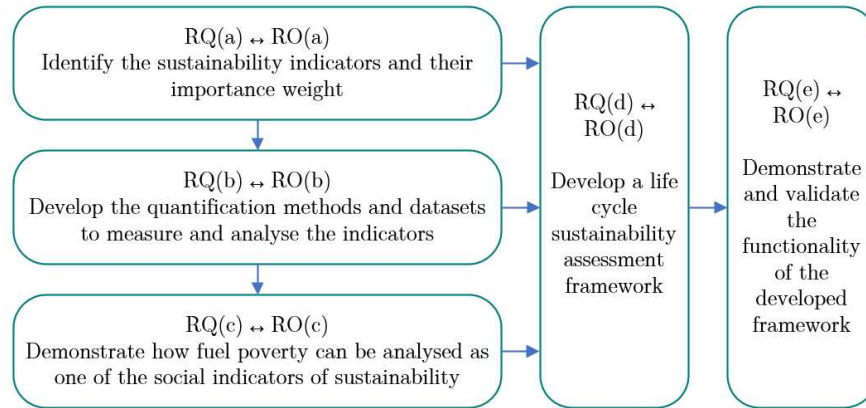 RQ(a) ↔ RO(a)
Identify the sustainability indicators and their
importance weight
RQ(b) ↔ RO(b)
Develop the quantification methods and datasets
to measure and analyse the indicators
RQ(c) ↔ RO(c)
Demonstrate how fuel poverty can be analysed as
one of the social indicators of sustainability
RQ(d) ↔
RO(d)
Develop a life
cycle
sustainability
assessment
framework
RQ(e) ↔
RO(e)
Demonstrate
and validate
the
functionality
of the
developed
framework